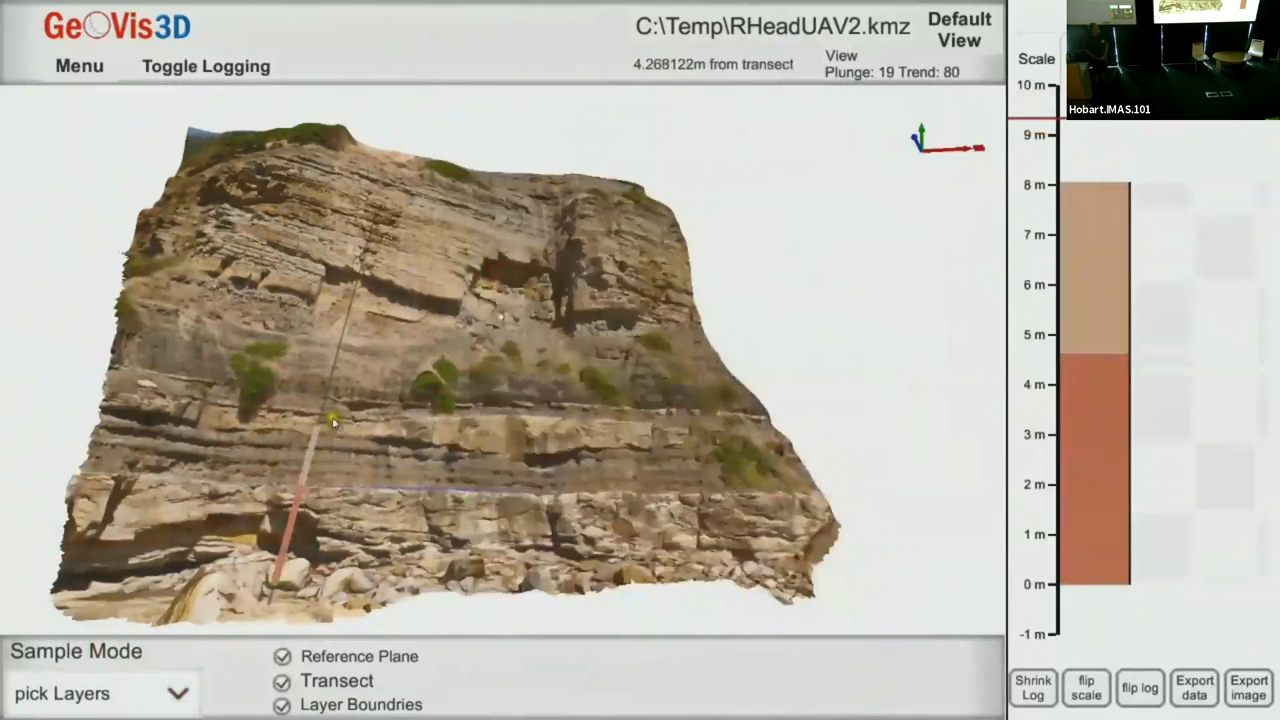 GeoVis3D
Menu
Toggle Logging
C:\Temp\RHeadUAV2.kmz
4.268122m from transect
View
Plunge: 19 Trend: 80
Default
View
Scale
10 m
9 m
8 m
7 m
6 m
5 m
4 m
3 m
2 m
1 m
0 m
-1 m
Hobart.IMAS.101
Sample Mode
pick Layers
Reference Plane
Transect
Layer Boundries
Shrink
Log
flip
scale
flip log
Export
data
Export
image